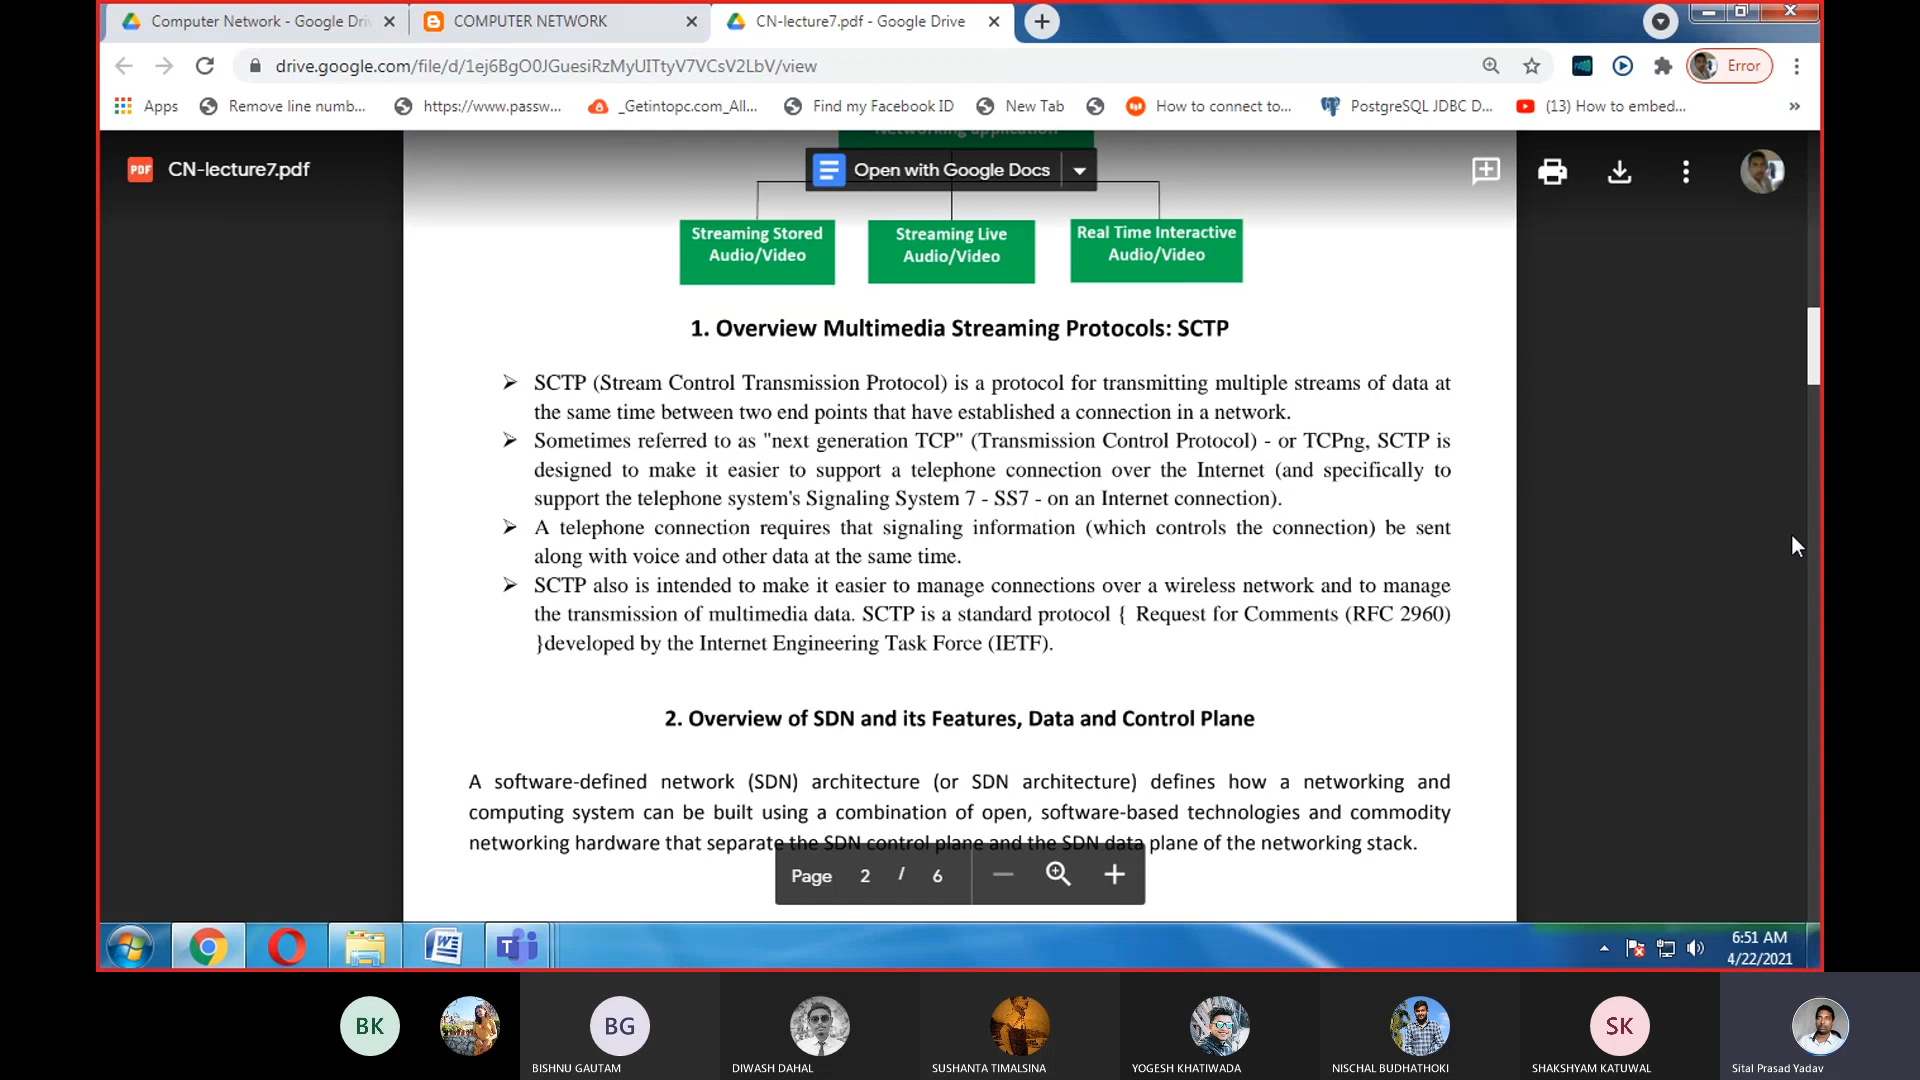 Computer Network - Google Dri
COMPUTER NETWORK
CN-lecture7.pdf - Google Drive
drive.google.com/file/d/1ej6BgO0JGuesiRzMyUITtyV7VCsV2LbV/view
Error
Apps
Remove line numb...
https://www.passw...
_Getintopc.com_All...
Find my Facebook ID
New Tab
How to connect to...
PostgreSQL JDBC D...
(13) How to embed...
»
Networking application
PDF
CN-lecture7.pdf
Open with Google Docs
Streaming Stored
Audio/Video
Streaming Live
Audio/Video
Real Time Interactive
Audio/Video
1. Overview Multimedia Streaming Protocols: SCTP
➢ SCTP (Stream Control Transmission Protocol) is a protocol for transmitting multiple streams of data at
the same time between two end points that have established a connection in a network.
➢ Sometimes referred to as "next generation TCP" (Transmission Control Protocol) - or TCPng, SCTP is
designed to make it easier to support a telephone connection over the Internet (and specifically to
support the telephone system's Signaling System 7 - SS7 - on an Internet connection).
➢ A telephone connection requires that signaling information (which controls the connection) be sent
along with voice and other data at the same time.
➢ SCTP also is intended to make it easier to manage connections over a wireless network and to manage
the transmission of multimedia data. SCTP is a standard protocol { Request for Comments (RFC 2960)
}developed by the Internet Engineering Task Force (IETF).
2. Overview of SDN and its Features, Data and Control Plane
A software-defined network (SDN) architecture (or SDN architecture) defines how a networking and
computing system can be built using a combination of open, software-based technologies and commodity
networking hardware that separate the SDN control plane and the SDN data plane of the networking stack.
Page 2 / 6
6:51 AM
4/22/2021
BK
BG
SK
BISHNU GAUTAM
DIWASH DAHAL
SUSHANTA TIMALSINA
YOGESH KHATIWADA
NISCHAL BUDHATHOKI
SHAKSHYAM KATUWAL
Sital Prasad Yadav